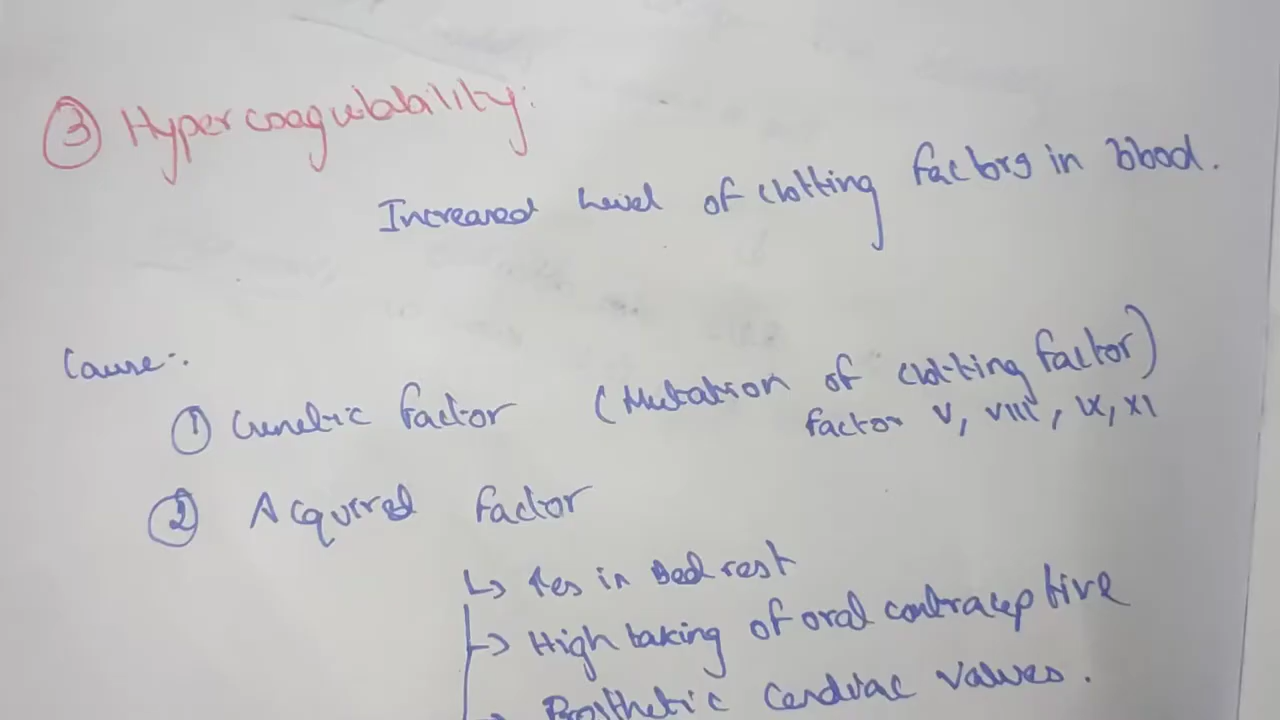 ③ Hypercoagulability:
Increased level of clotting factors in blood.
Cause:-
① Genetic factor (Mutation of clotting factor)
factor V, VIII, IX, XI
② Acquired factor
↳ in Bed rest
→ High taking of oral contraceptive
→ Prosthetic cardiac valves.